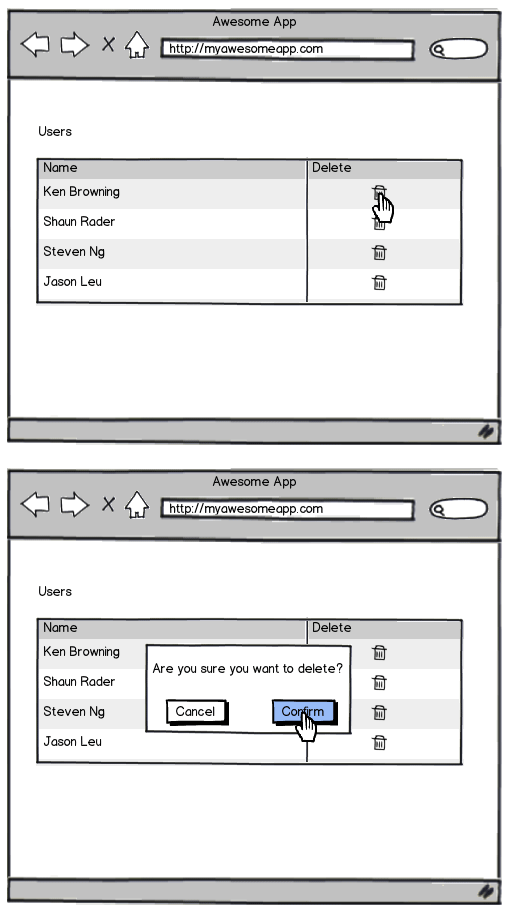 Awesome App
http://myawesomeapp.com
Users
Name Delete
Ken Browning
Shaun Rader
Steven Ng
Jason Leu
Awesome App
http://myawesomeapp.com
Users
Name Delete
Ken Browning
Shaun Rader
Steven Ng
Jason Leu
Are you sure you want to delete?
Cancel Confirm